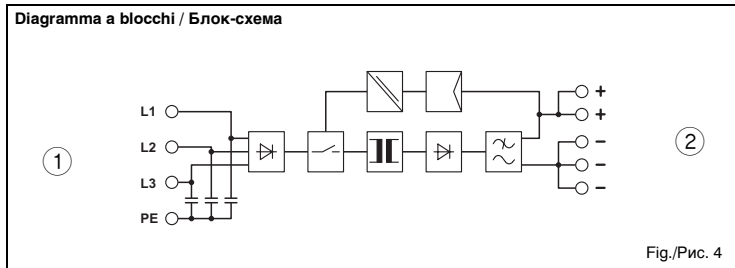 Diagramma a blocchi / Блок-схема
L1
L2
L3
PE
+
+
–
–
–
1
2
Fig./Рис. 4